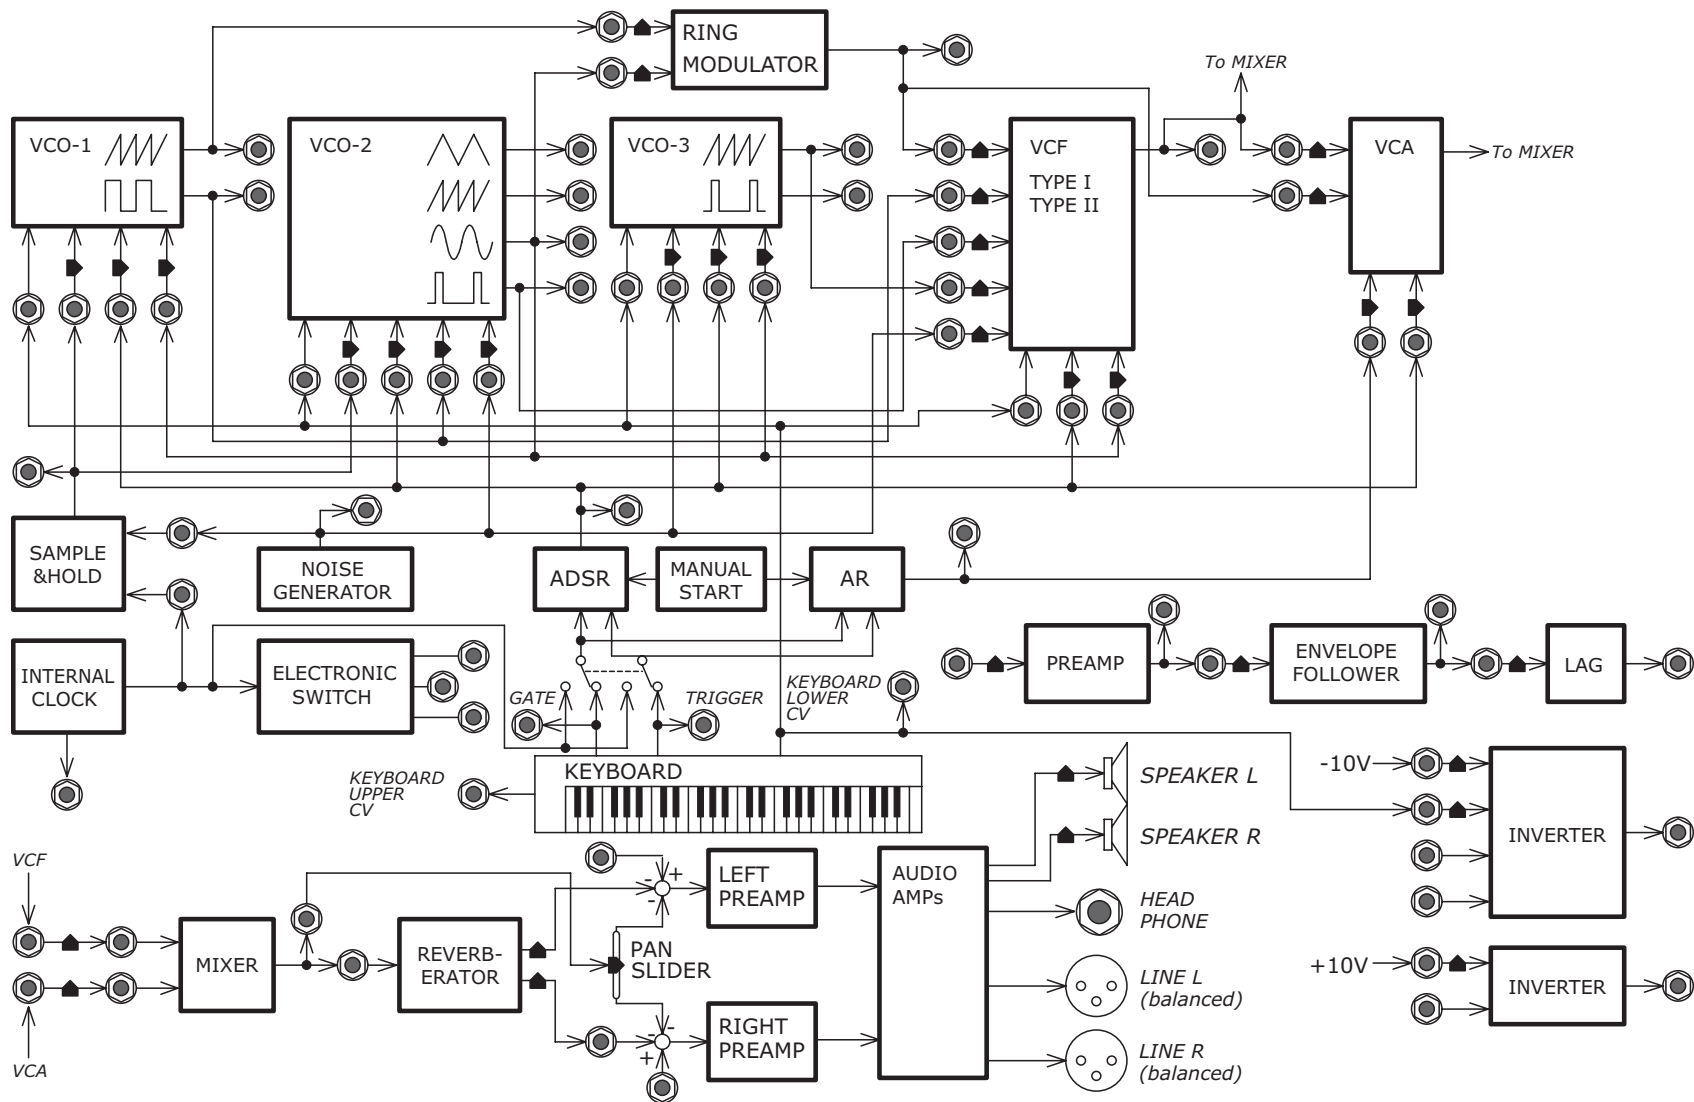 RING
MODULATOR
To MIXER
VCO-1
VCO-2
VCO-3
VCF
TYPE I
TYPE II
VCA
To MIXER
SAMPLE
&HOLD
NOISE
GENERATOR
ADSR
MANUAL
START
AR
INTERNAL
CLOCK
ELECTRONIC
SWITCH
GATE
TRIGGER
KEYBOARD
LOWER
CV
PREAMP
ENVELOPE
FOLLOWER
LAG
KEYBOARD
UPPER
CV
KEYBOARD
SPEAKER L
SPEAKER R
-10V
INVERTER
VCF
MIXER
REVERB-
ERATOR
VCA
- +
-
PAN
SLIDER
- -
+
LEFT
PREAMP
RIGHT
PREAMP
AUDIO
AMPs
HEAD
PHONE
LINE L
(balanced)
LINE R
(balanced)
+10V
INVERTER